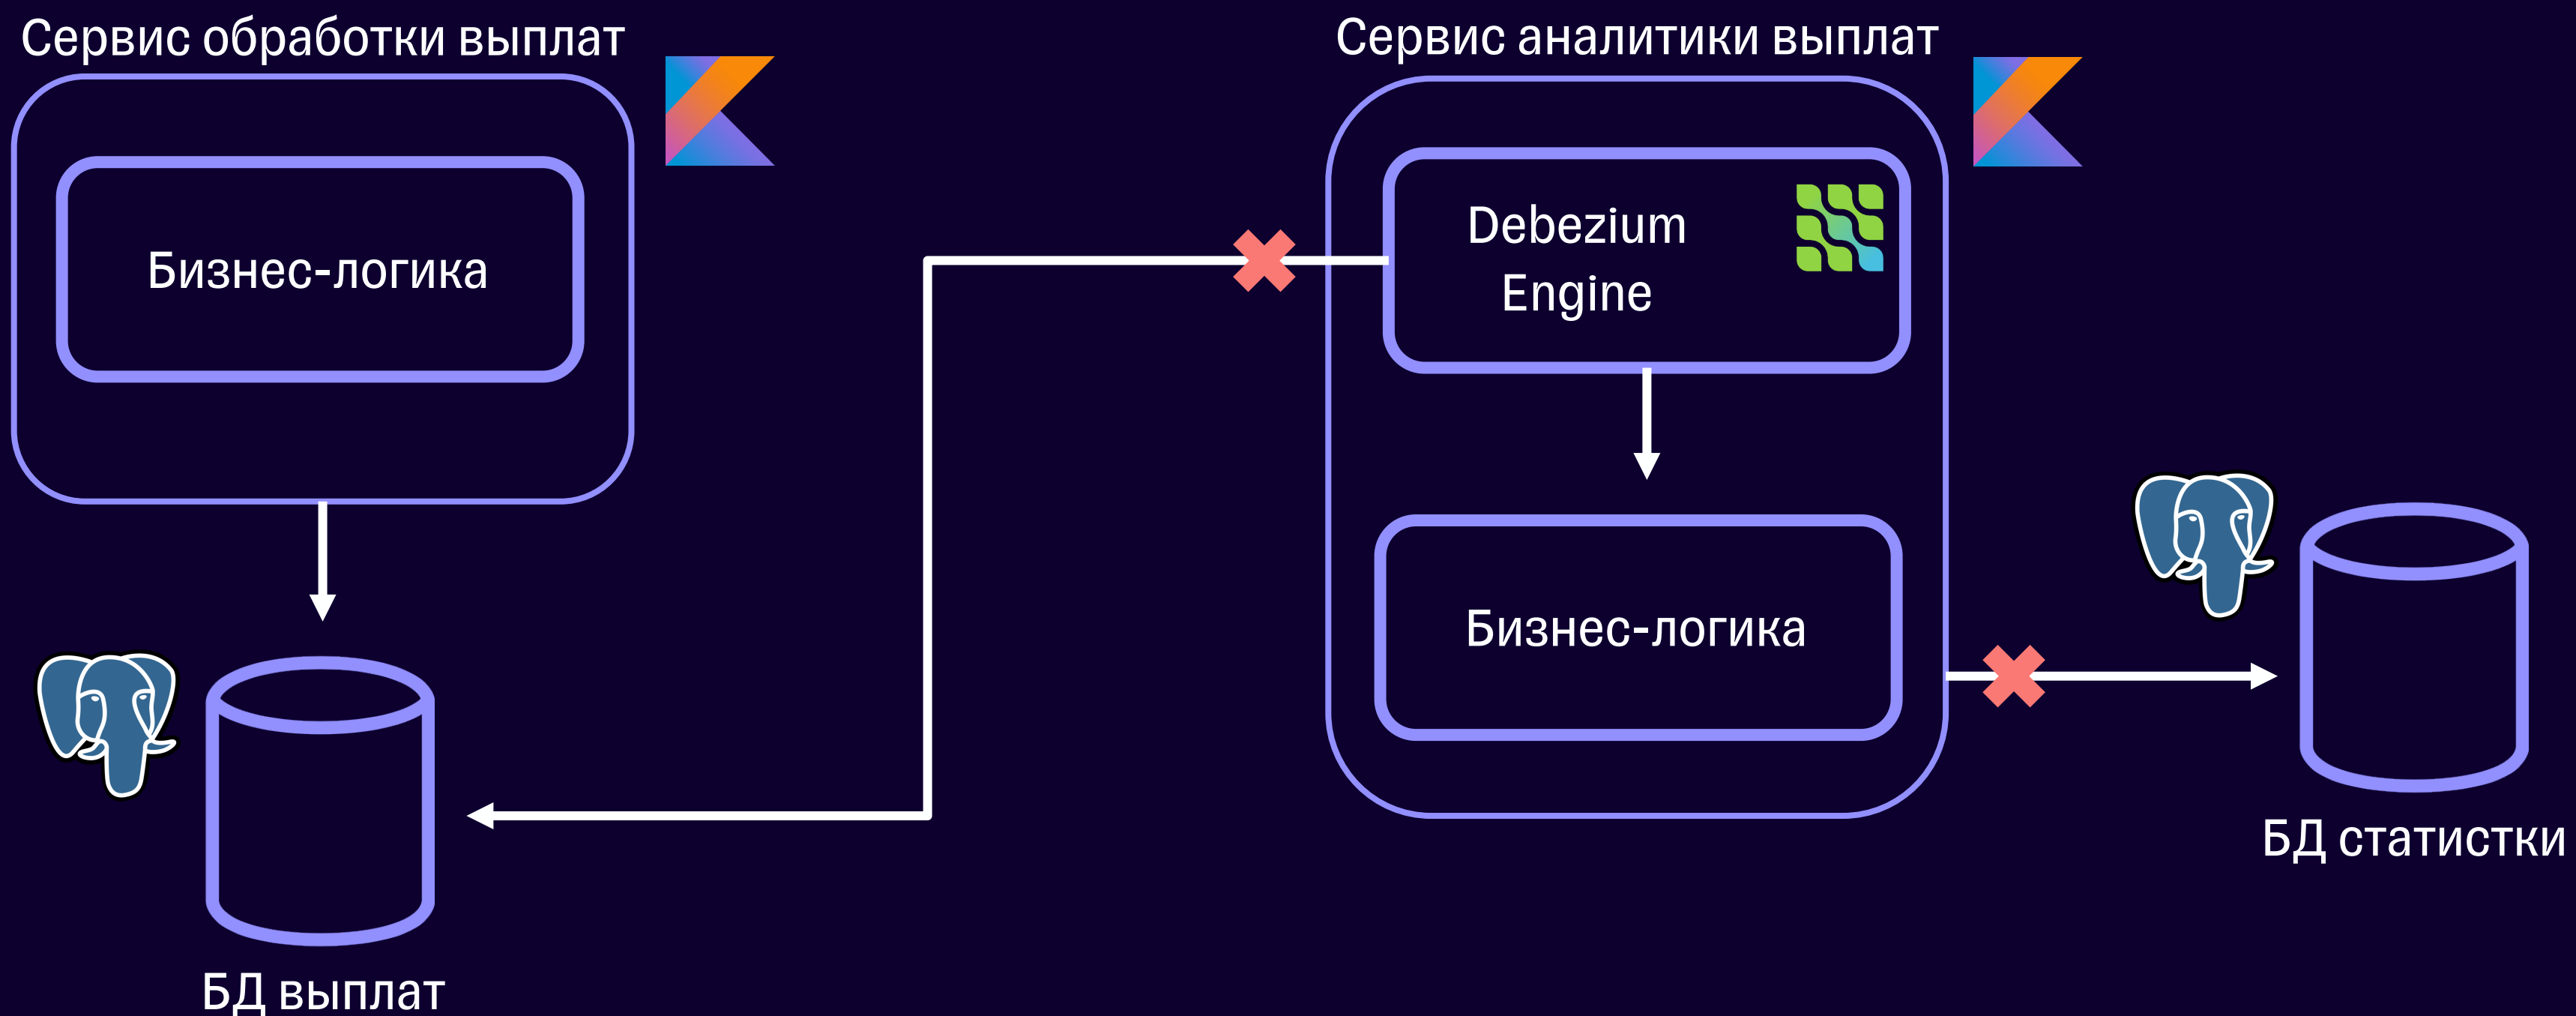 Сервис обработки выплат
Бизнес-логика
БД выплат
Сервис аналитики выплат
Debezium
Engine
Бизнес-логика
БД статистки